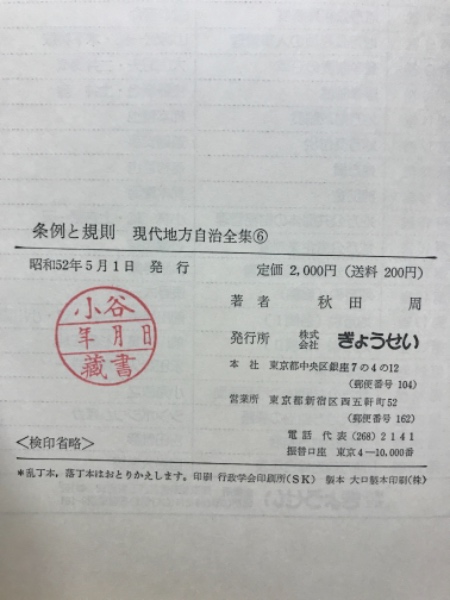 条例と規則 現代地方自治全集⑥
昭和52年5月1日 発行
定価 2,000円(送料 200円)
著者 秋田 周
発行所 株式会社 ぎょうせい
本社 東京都中央区銀座7の4の12
(郵便番号 104)
営業所 東京都新宿区西五軒町52
(郵便番号 162)
電話 代表 (268) 2141
振替口座 東京4―10,000番
小谷
年月日
蔵書
<検印省略>
*乱丁本,落丁本はおとりかえします。印刷 行政学会印刷所(SK) 製本 大口製本印刷(株)